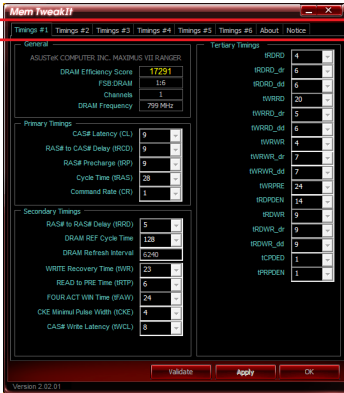 Mem TweakIt
Timings #1 Timings #2 Timings #3 Timings #4 Timings #5 Timings #6 About Notice
General
ASUSTeK COMPUTER INC. MAXIMUS VII RANGER
DRAM Efficiency Score 17291
FSB:DRAM 1:6
Channels 1
DRAM Frequency 799 MHz
Primary Timings
CAS# Latency (CL) 9
RAS# to CAS# Delay (tRCD) 9
RAS# Precharge (tRP) 9
Cycle Time (tRAS) 28
Command Rate (CR) 1
Secondary Timings
RAS# to RAS# Delay (tRRD) 5
DRAM REF Cycle Time 128
DRAM Refresh Interval 6240
WRITE Recovery Time (tWR) 23
READ to PRE Time (tRTP) 6
FOUR ACT WIN Time (tFAW) 24
CKE Minimul Pulse Width (tCKE) 4
CAS# Write Latency (tWCL) 8
Tertiary Timings
tRDRD 4
tRDRD_dr 6
tRDRD_dd 6
tWRRD 20
tWRRD_dr 5
tWRRD_dd 6
tWRWR 4
tWRWR_dr 7
tWRWR_dd 7
tWRPRE 24
tRDPDEN 14
tRDWR 9
tRDWR_dr 9
tRDWR_dd 9
tCPDED 1
tPRPDEN 1
Validate Apply OK
Version 2.02.01